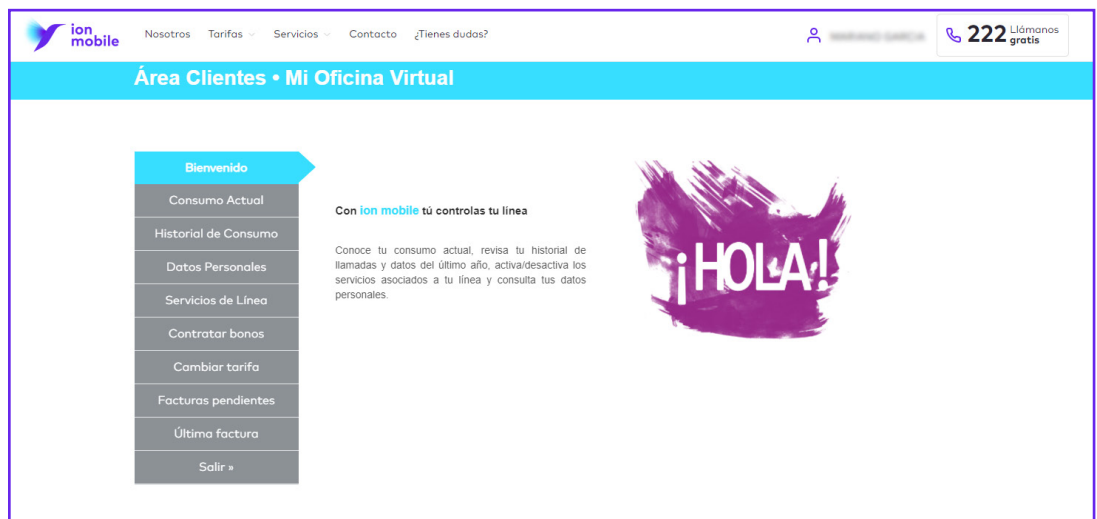 ion
mobile
Nosotros Tarifas Servicios Contacto ¿Tienes dudas?
222 Llámanos
gratis
Área Clientes • Mi Oficina Virtual
Bienvenido
Consumo Actual
Historial de Consumo
Datos Personales
Servicios de Línea
Contratar bonos
Cambiar tarifa
Facturas pendientes
Última factura
Salir »
Con ion mobile tú controlas tu línea
Conoce tu consumo actual, revisa tu historial de
llamadas y datos del último año, activa/desactiva los
servicios asociados a tu línea y consulta tus datos
personales.
¡HOLA!